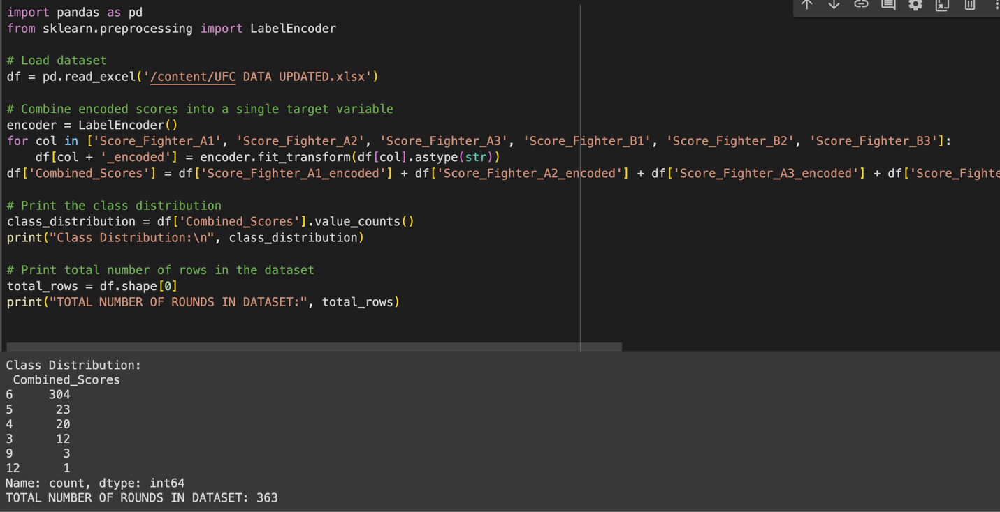 import pandas as pd
from sklearn.preprocessing import LabelEncoder
# Load dataset
df = pd.read_excel('/content/UFC DATA UPDATED.xlsx')
# Combine encoded scores into a single target variable
encoder = LabelEncoder()
for col in ['Score_Fighter_A1', 'Score_Fighter_A2', 'Score_Fighter_A3', 'Score_Fighter_B1', 'Score_Fighter_B2', 'Score_Fighter_B3']:
    df[col + '_encoded'] = encoder.fit_transform(df[col].astype(str))
df['Combined_Scores'] = df['Score_Fighter_A1_encoded'] + df['Score_Fighter_A2_encoded'] + df['Score_Fighter_A3_encoded'] + df['Score_Fighte
# Print the class distribution
class_distribution = df['Combined_Scores'].value_counts()
print("Class Distribution:\n", class_distribution)
# Print total number of rows in the dataset
total_rows = df.shape[0]
print("TOTAL NUMBER OF ROUNDS IN DATASET:", total_rows)
Class Distribution:
 Combined_Scores
6     304
5      23
4      20
3      12
9       3
12      1
Name: count, dtype: int64
TOTAL NUMBER OF ROUNDS IN DATASET: 363